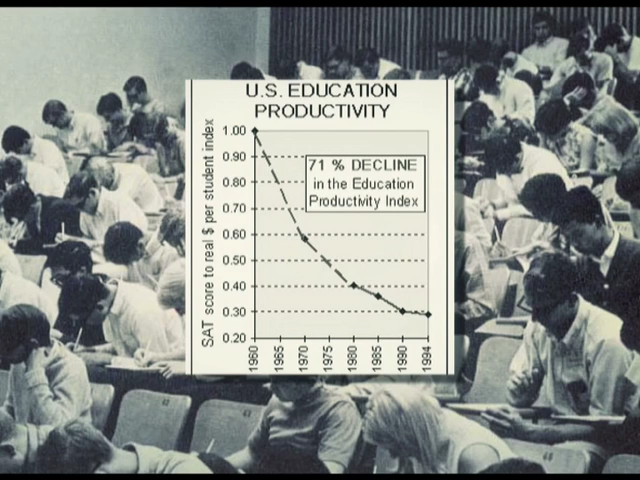 U.S. EDUCATION
PRODUCTIVITY
SAT score to real $ per student index
1.00
0.90
0.80
0.70
0.60
0.50
0.40
0.30
0.20
71 % DECLINE
in the Education
Productivity Index
1960
1965
1970
1975
1980
1985
1990
1994